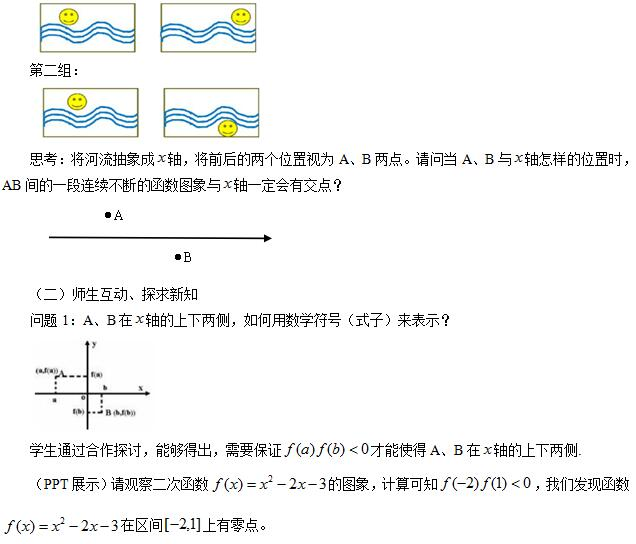 第二组：
思考：将河流抽象成x轴，将前后的两个位置视为 A、B 两点。请问当 A、B 与x轴怎样的位置时，
AB 间的一段连续不断的函数图象与x轴一定会有交点？
A
B
（二）师生互动、探求新知
问题 1：A、B 在x轴的上下两侧，如何用数学符号（式子）来表示？
y
(a,f(a)) A f(a)
b x
a o
f(b) B (b,f(b))
学生通过合作探讨，能够得出，需要保证 f(a)f(b)<0 才能使得 A、B 在x轴的上下两侧.
（PPT 展示）请观察二次函数 f(x)=x²−2x−3 的图象，计算可知 f(−2)f(1)<0 ，我们发现函数
f(x)=x²−2x−3 在区间[−2,1]上有零点。